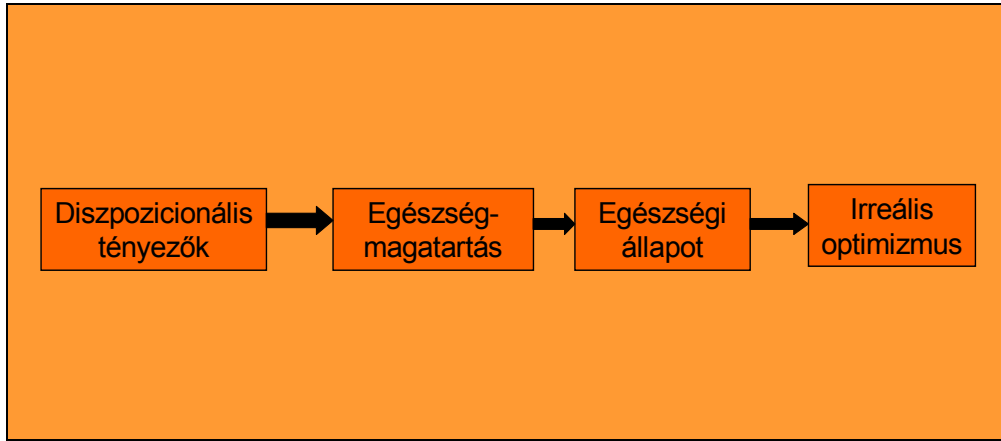 Diszpozicionális
tényezők
Egészség-
magatartás
Egészségi
állapot
Irreális
optimizmus